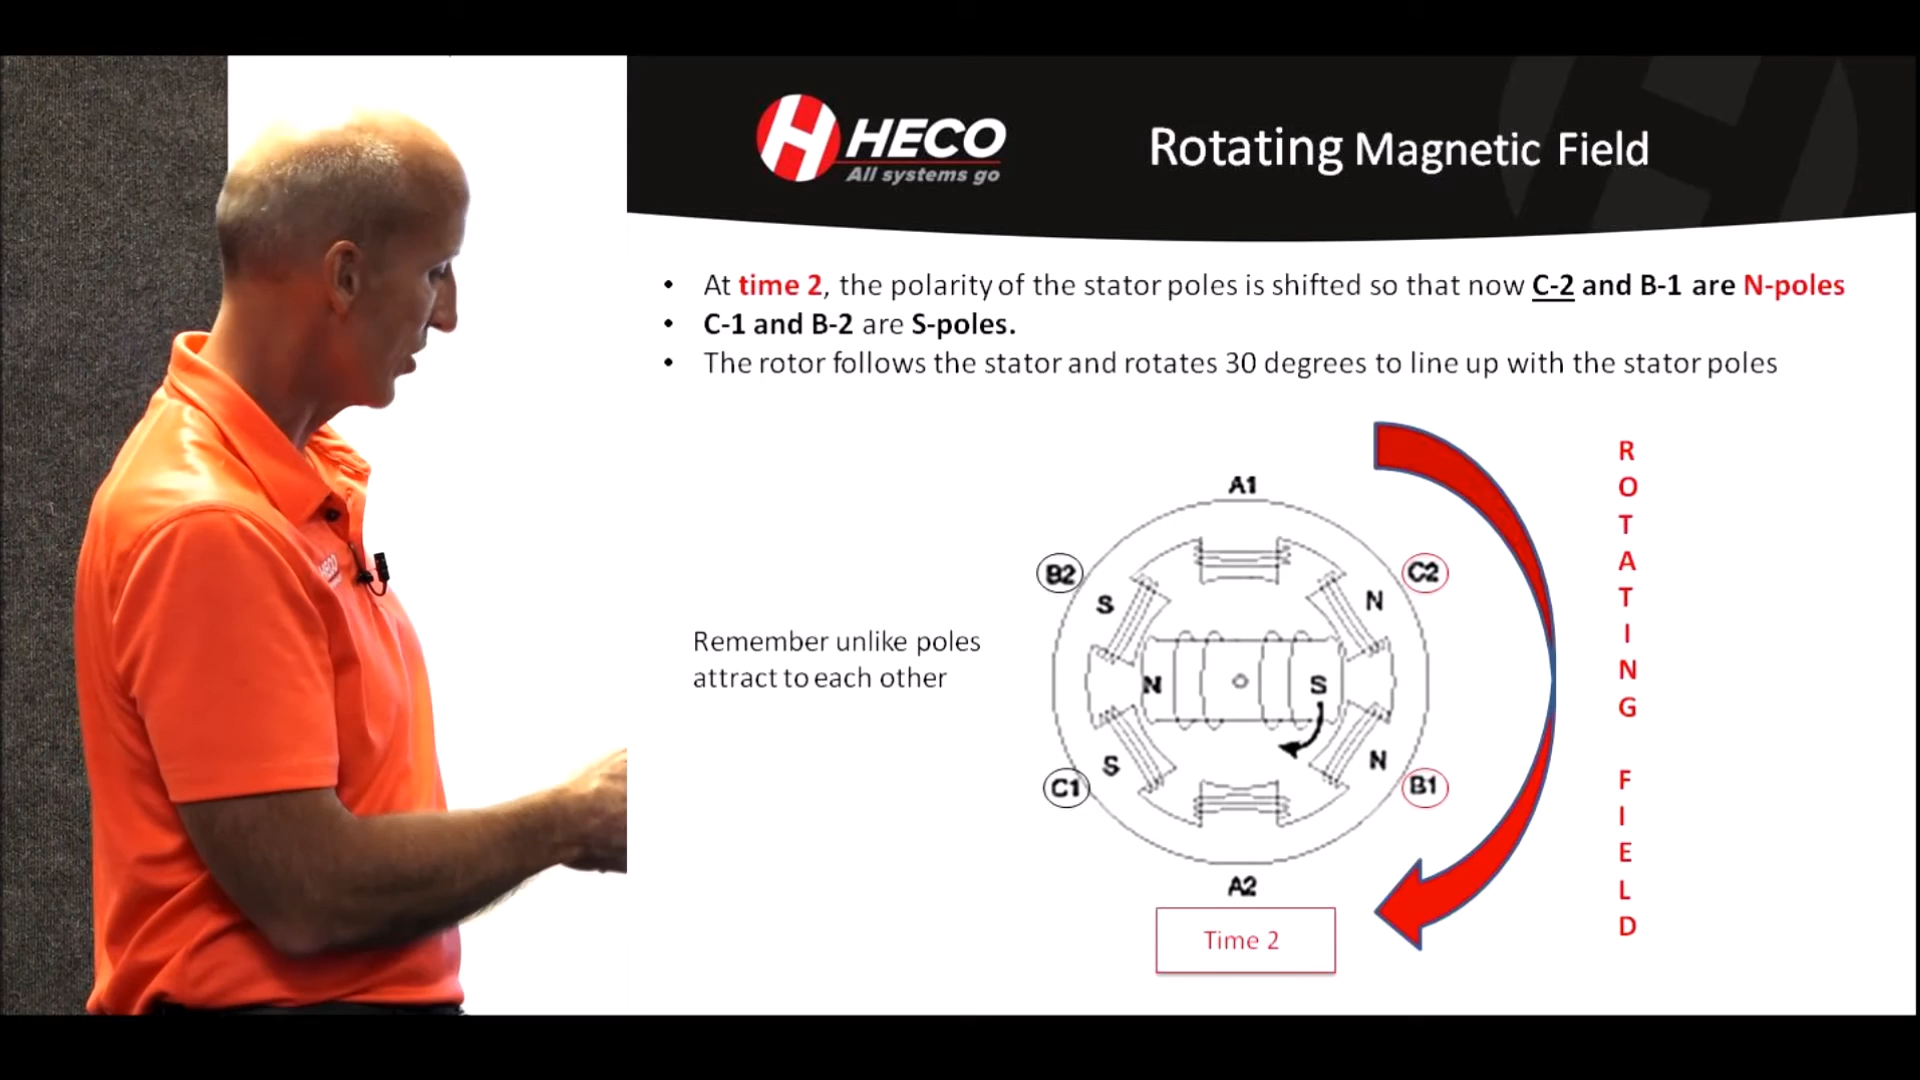 HECO
All systems go
Rotating Magnetic Field
• At time 2, the polarity of the stator poles is shifted so that now C-2 and B-1 are N-poles
• C-1 and B-2 are S-poles.
• The rotor follows the stator and rotates 30 degrees to line up with the stator poles
Remember unlike poles
attract to each other
A1
B2
C2
S
N
N
S
S
N
C1
B1
A2
Time 2
ROTATING FIELD
HECO